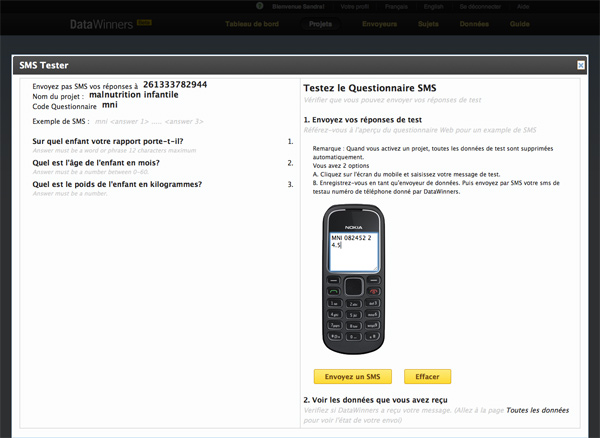 DataWinners Beta
Bienvenue Sandra! Votre profil Français English Se déconnecter Aide
Tableau de bord Projets Envoyeurs Sujets Données Guide
SMS Tester
Envoyez pas SMS vos réponses à 261333782944
Nom du projet : malnutrition infantile
Code Questionnaire mni
Exemple de SMS : mni <answer 1> ..... <answer 3>
Sur quel enfant votre rapport porte-t-il? 1.
Answer must be a word or phrase 12 characters maximum
Quel est l'âge de l'enfant en mois? 2.
Answer must be a number between 0-60.
Quel est le poids de l'enfant en kilogrammes? 3.
Answer must be a number.
Testez le Questionnaire SMS
Vérifier que vous pouvez envoyer vos réponses de test
1. Envoyez vos réponses de test
Référez-vous à l'aperçu du questionnaire Web pour un example de SMS
Remarque : Quand vous activez un projet, toutes les données de test sont supprimées
automatiquement.
Vous avez 2 options
A. Cliquez sur l'écran du mobile et saisissez votre message de test.
B. Enregistrez-vous en tant qu'envoyeur de données. Puis envoyez par SMS votre sms de
testau numéro de téléphone donné par DataWinners.
NOKIA
MNI 082452 2
4.5
Envoyez un SMS Effacer
2. Voir les données que vous avez reçu
Verifiez si DataWinners a reçu votre message. (Allez à la page Toutes les données
pour voir l'état de votre envoi)